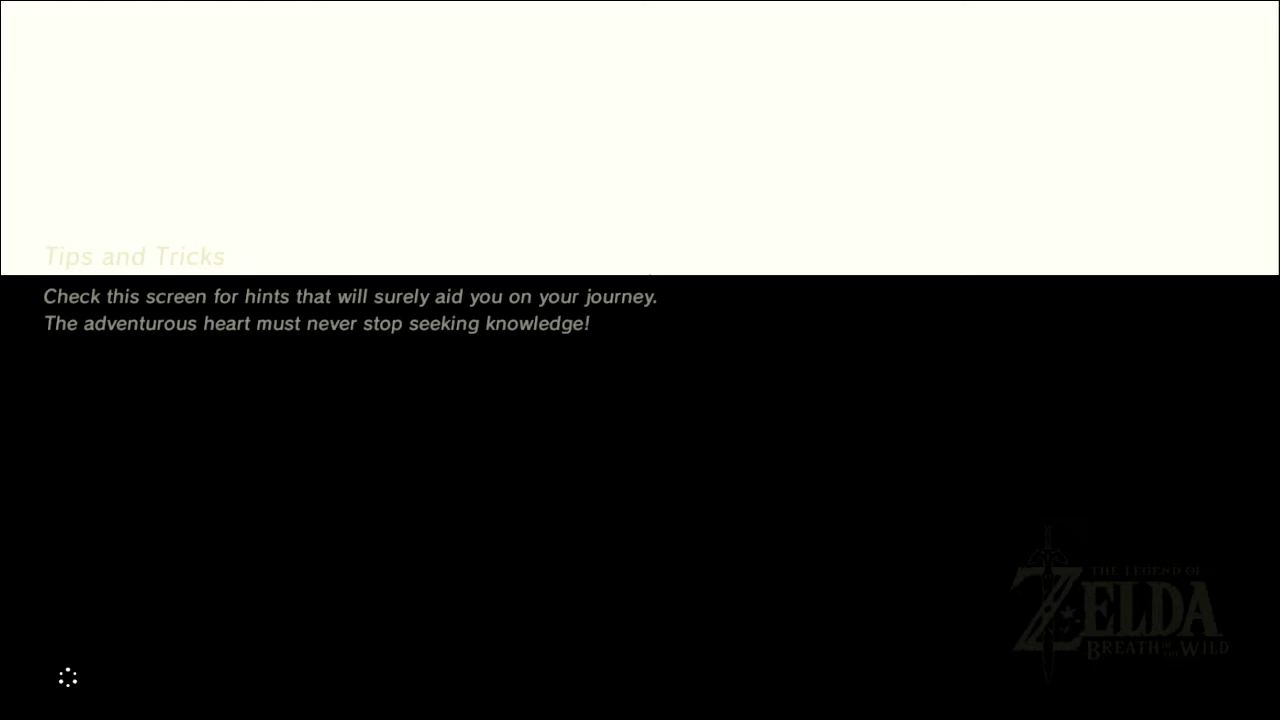 Tips and Tricks
Check this screen for hints that will surely aid you on your journey.
The adventurous heart must never stop seeking knowledge!
THE LEGEND OF
ZELDA
BREATH OF THE WILD